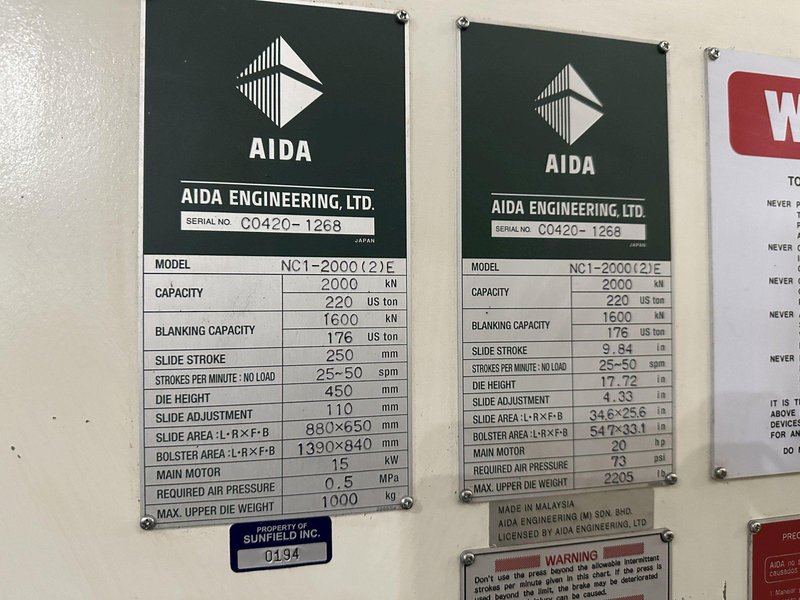 AIDA
AIDA ENGINEERING, LTD.
SERIAL NO. C0420-1268
JAPAN
MODEL NC1-2000(2)E
CAPACITY 2000 kN
220 US ton
BLANKING CAPACITY 1600 kN
176 US ton
SLIDE STROKE 250 mm
STROKES PER MINUTE : NO LOAD 25~50 spm
DIE HEIGHT 450 mm
SLIDE ADJUSTMENT 110 mm
SLIDE AREA : L·R×F·B 880×650 mm
BOLSTER AREA : L·R×F·B 1390×840 mm
MAIN MOTOR 15 kW
REQUIRED AIR PRESSURE 0.5 MPa
MAX. UPPER DIE WEIGHT 1000 kg
PROPERTY OF
SUNFIELD INC.
0194
AIDA
AIDA ENGINEERING, LTD.
SERIAL NO. C0420-1268
JAPAN
MODEL NC1-2000(2)E
CAPACITY 2000 kN
220 US ton
BLANKING CAPACITY 1600 kN
176 US ton
SLIDE STROKE 9.84 in
STROKES PER MINUTE : NO LOAD 25~50 spm
DIE HEIGHT 17.72 in
SLIDE ADJUSTMENT 4.33 in
SLIDE AREA : L·R×F·B 34.6×25.6 in
BOLSTER AREA : L·R×F·B 54.7×33.1 in
MAIN MOTOR 20 hp
REQUIRED AIR PRESSURE 73 psi
MAX. UPPER DIE WEIGHT 2205 lb
MADE IN MALAYSIA
AIDA ENGINEERING (M) SDN. BHD.
LICENSED BY AIDA ENGINEERING, LTD
WARNING
Don't use the press beyond the allowable intermittent
strokes per minute given in this chart. If the press is
used beyond the limit, the brake may be deteriorated
injury can be caused.
W
TO
NEVER P
NEVER
NEVER
NEVER
NEVER
IT IS T
ABOVE
DEVICES
FOR AN
DO
PREC
AIDA no
causados